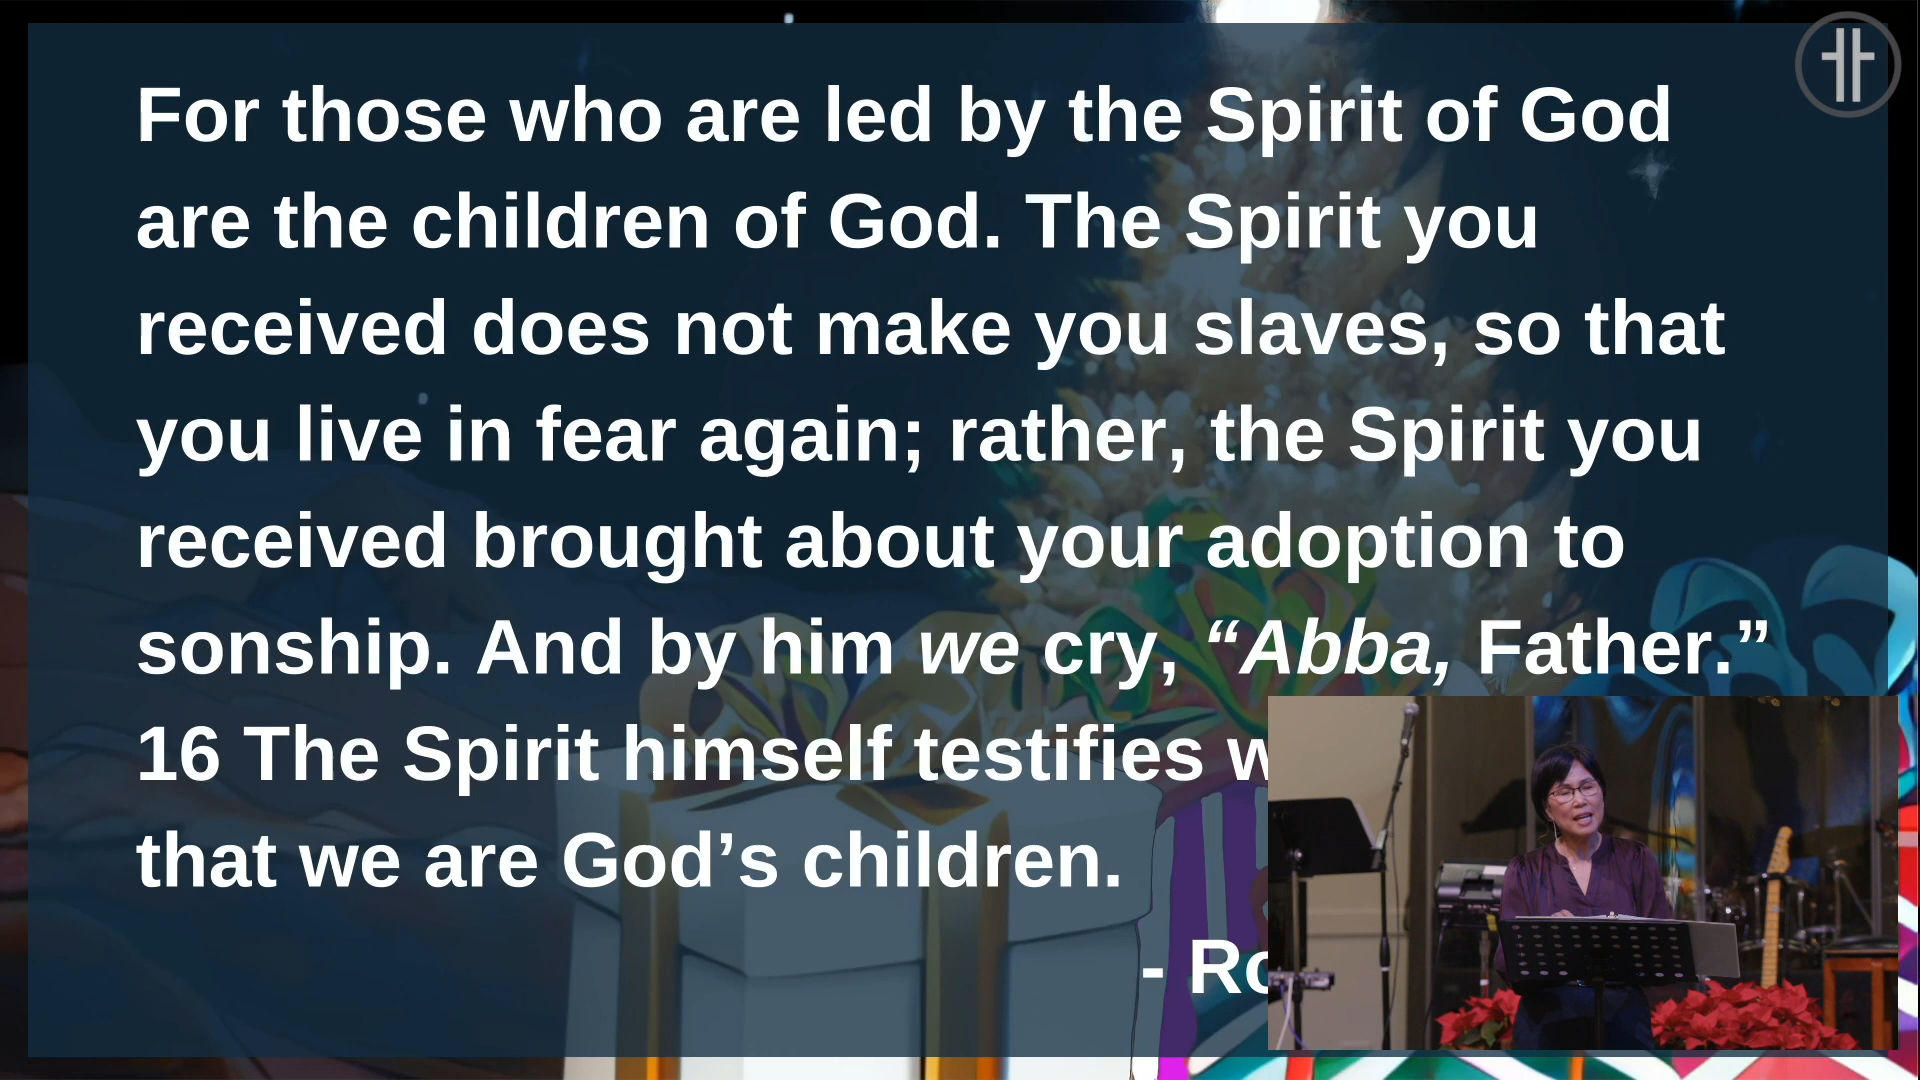 For those who are led by the Spirit of God
are the children of God. The Spirit you
received does not make you slaves, so that
you live in fear again; rather, the Spirit you
received brought about your adoption to
sonship. And by him we cry, “Abba, Father.”
16 The Spirit himself testifies
that we are God’s children.
-